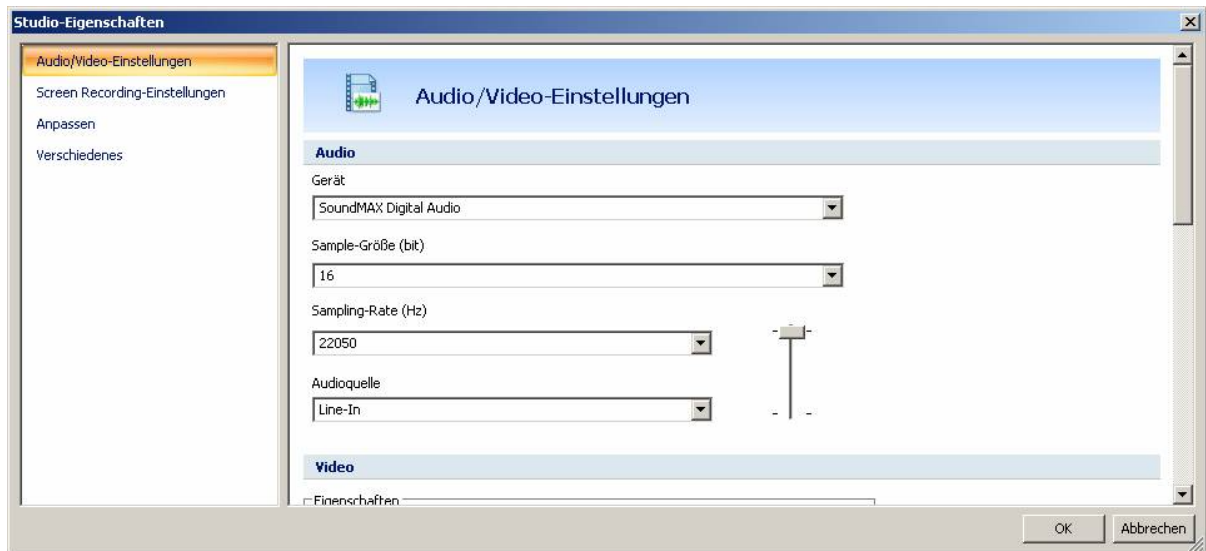 Studio-Eigenschaften
Audio/Video-Einstellungen
Screen Recording-Einstellungen
Anpassen
Verschiedenes
Audio/Video-Einstellungen
Audio
Gerät
SoundMAX Digital Audio
Sample-Größe (bit)
16
Sampling-Rate (Hz)
22050
Audioquelle
Line-In
Video
Eigenschaften
OK
Abbrechen